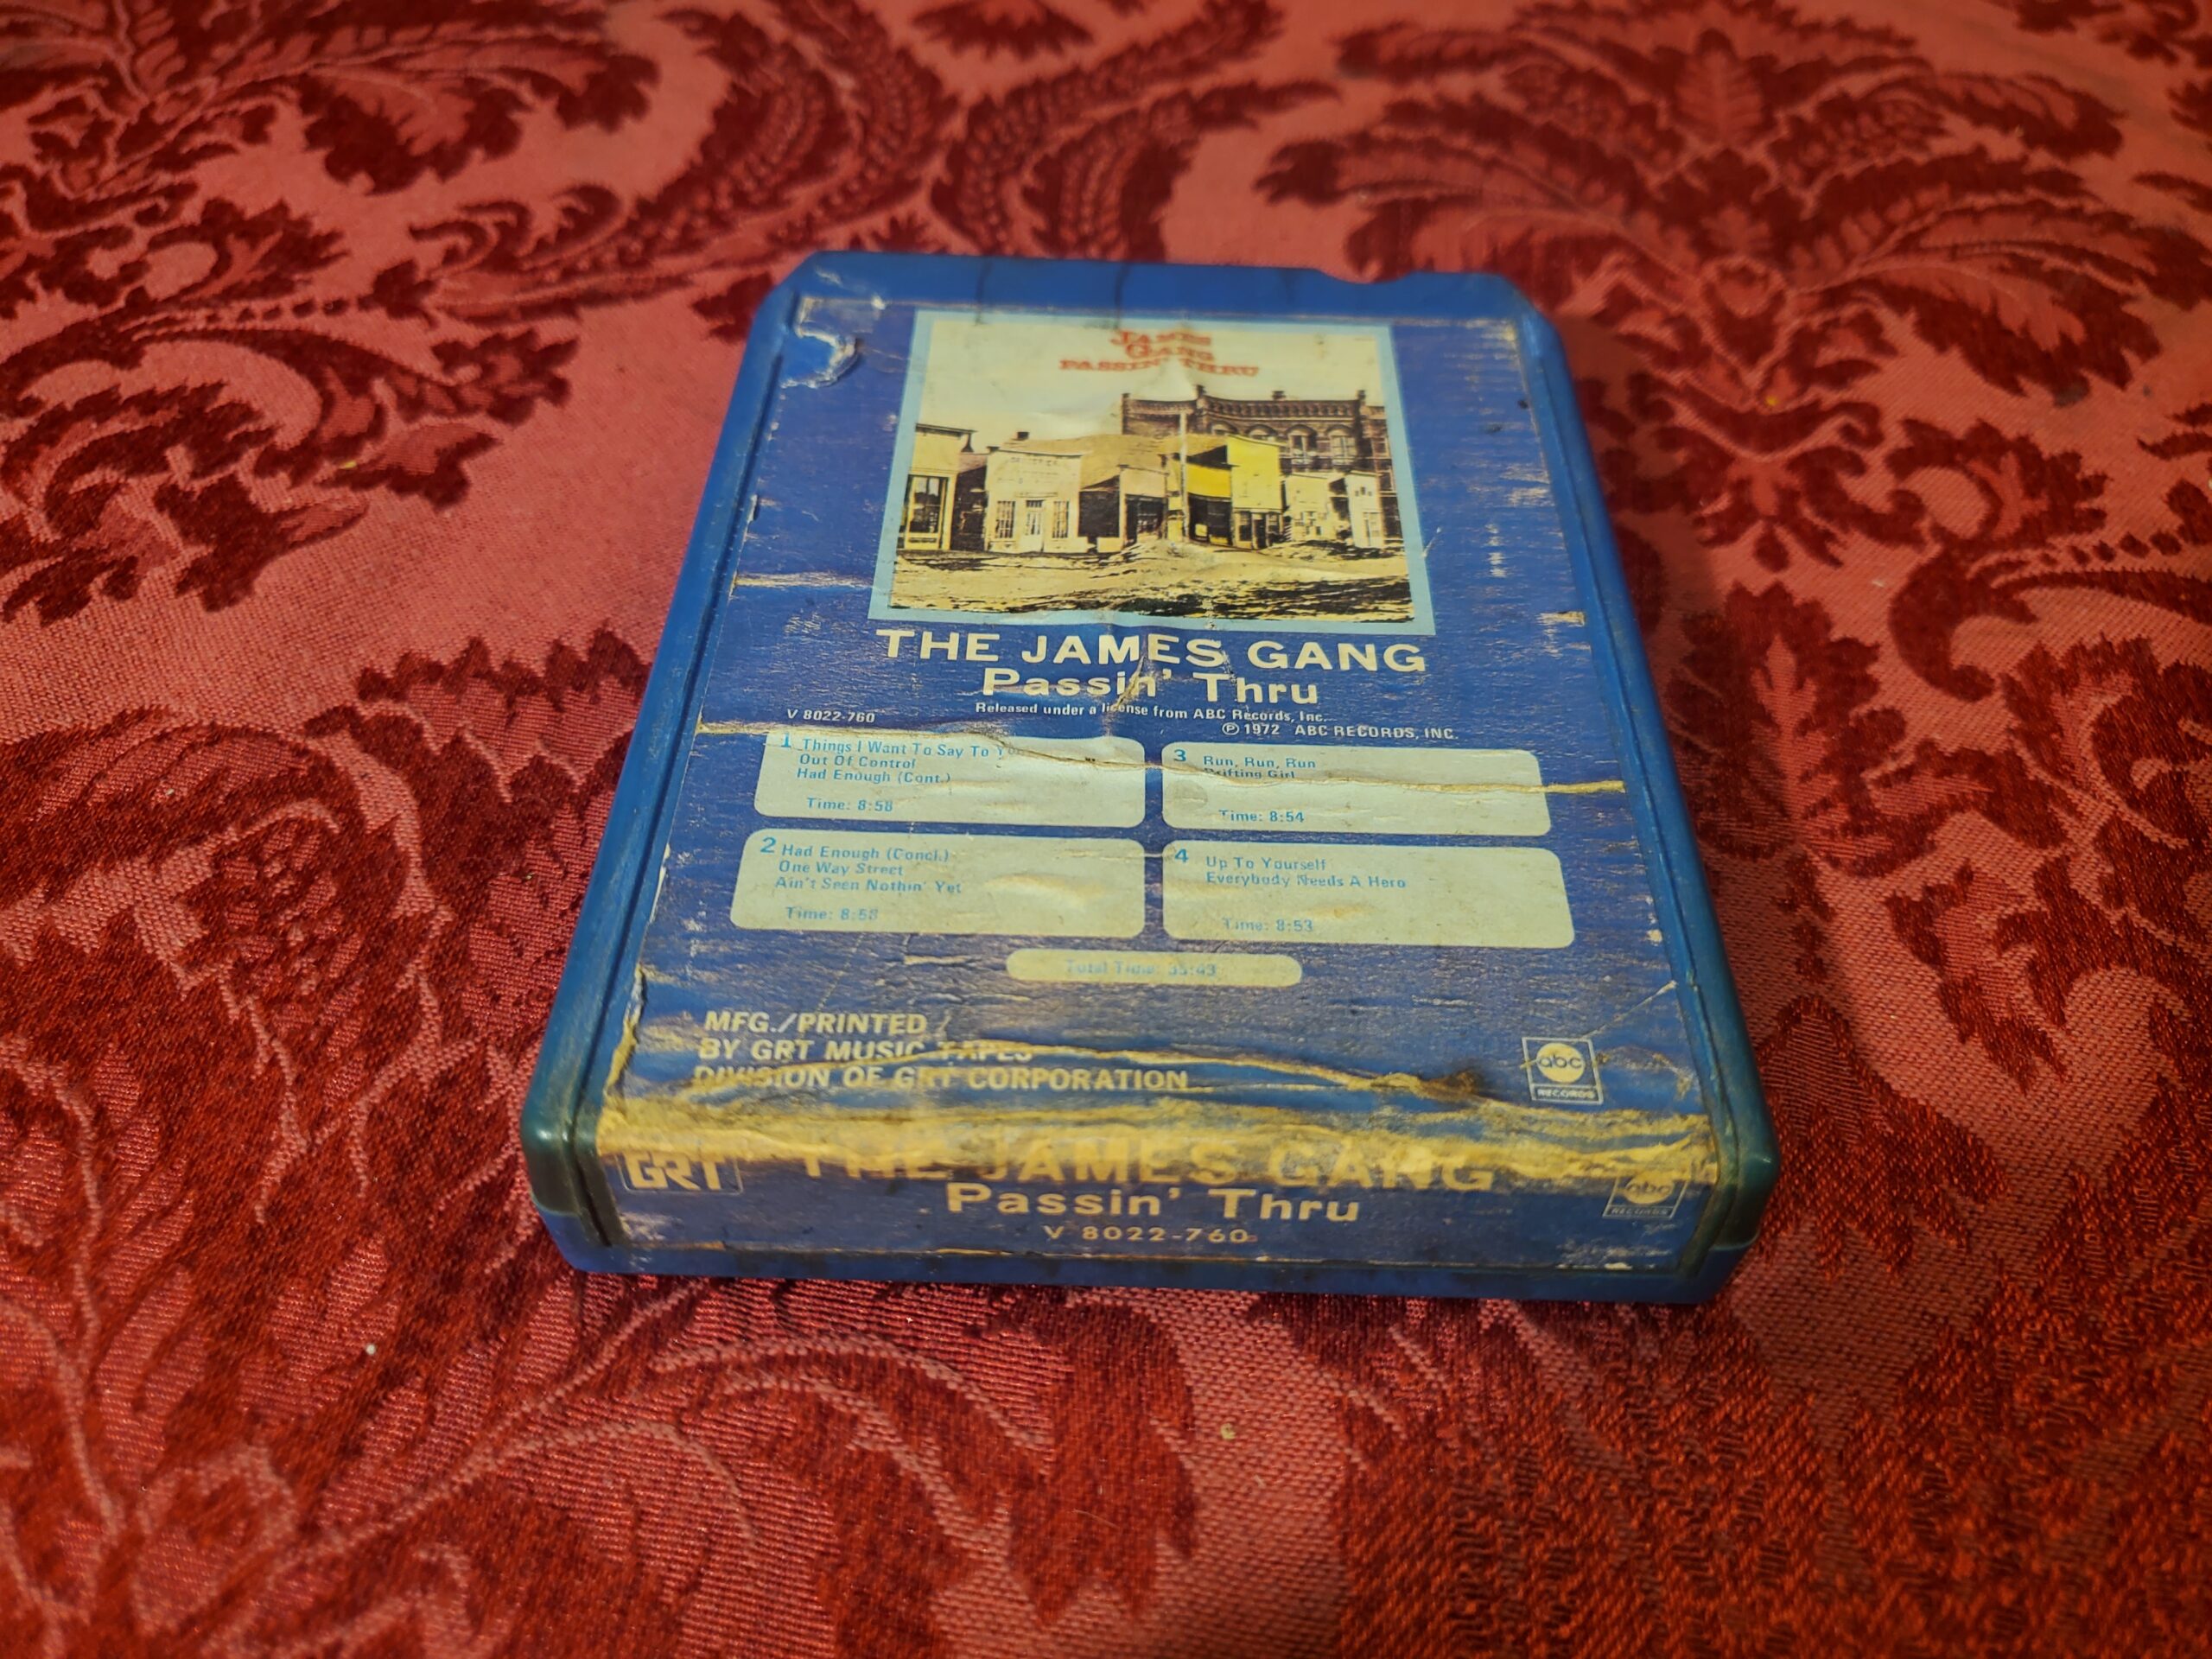 JAMES
GANG
PASSIN' THRU
THE JAMES GANG
Passin' Thru
Released under a license from ABC Records, Inc.
V 8022-760
℗ 1972 ABC RECORDS, INC.
1 Things I Want To Say To
Out Of Control
Had Enough (Cont.)
Time: 8:58
2 Had Enough (Concl.)
One Way Street
Ain't Seen Nothin' Yet
Time: 8:58
3 Run, Run, Run
Drifting Girl
Time: 8:54
4 Up To Yourself
Everybody Needs A Hero
Time: 8:53
Total Time: 35:43
MFG./PRINTED
BY GRT MUSIC TAPES
DIVISION OF GRT CORPORATION
abc
RECORDS
GRT
THE JAMES GANG
Passin' Thru
V 8022-760
abc
RECORDS